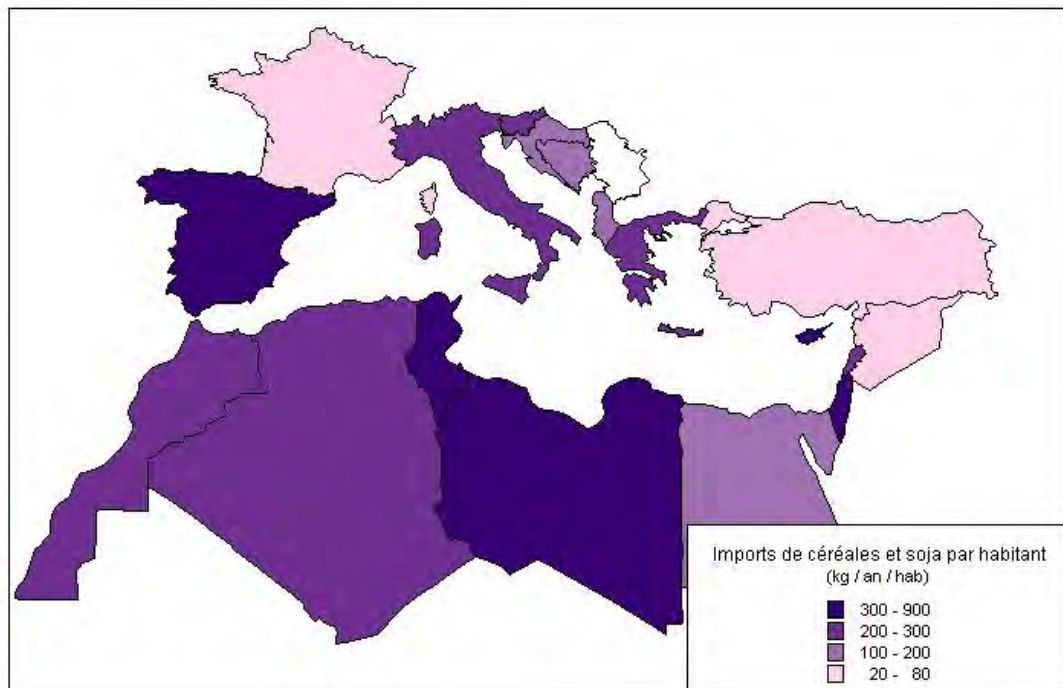 Imports de céréales et soja par habitant
(kg / an / hab)
300 - 900
200 - 300
100 - 200
20 - 80